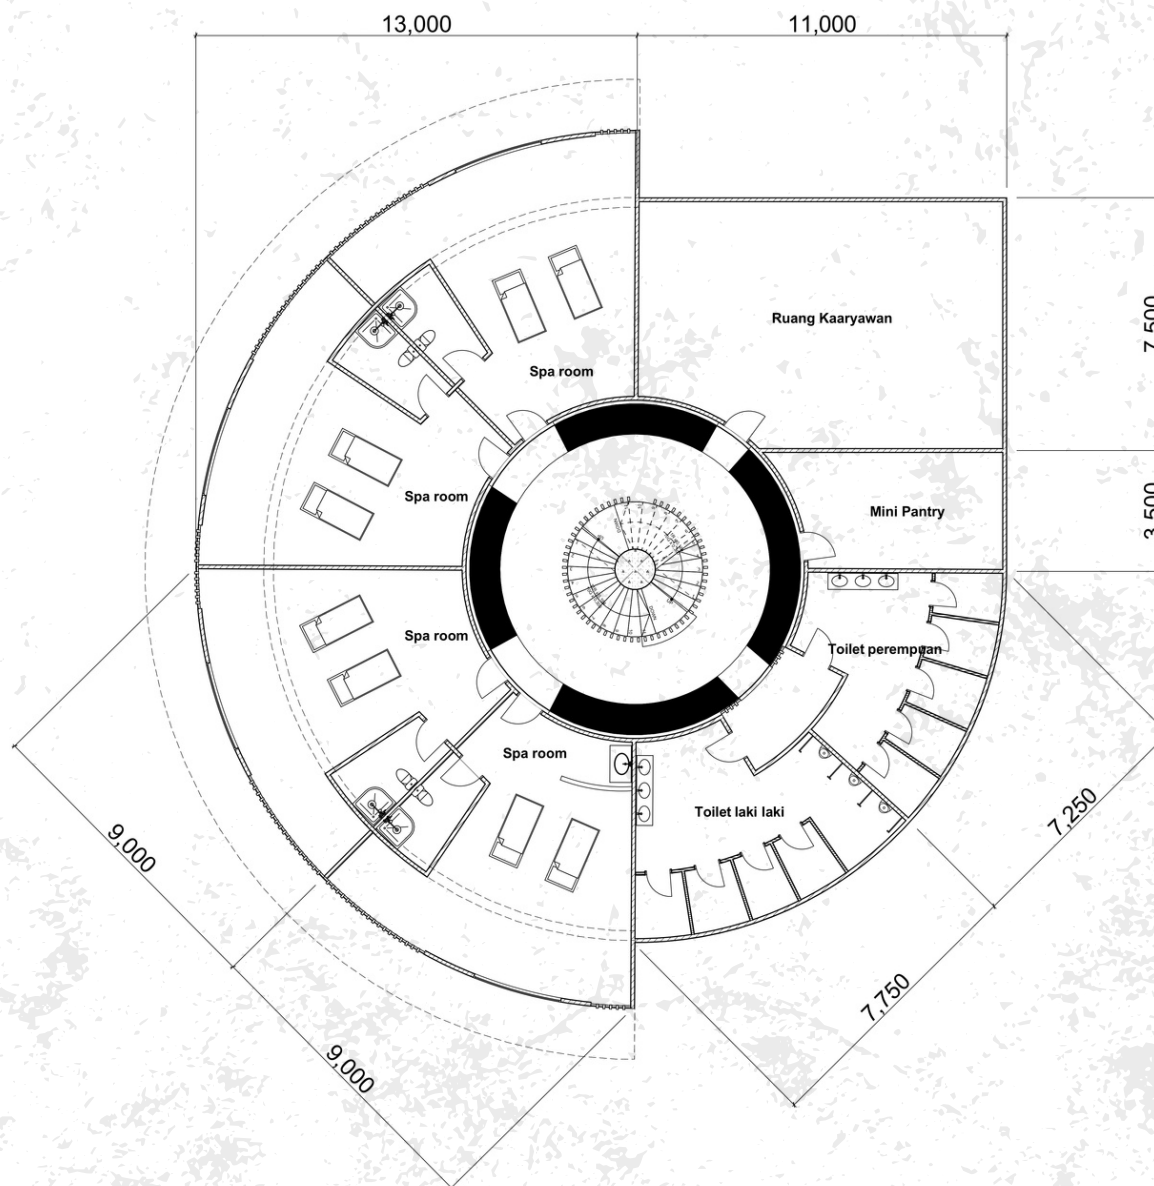 13,000
11,000
Ruang Kaaryawan
7,500
Spa room
Spa room
Mini Pantry
3,500
Spa room
Toilet perempuan
Spa room
Toilet laki laki
9,000
7,250
7,750
9,000